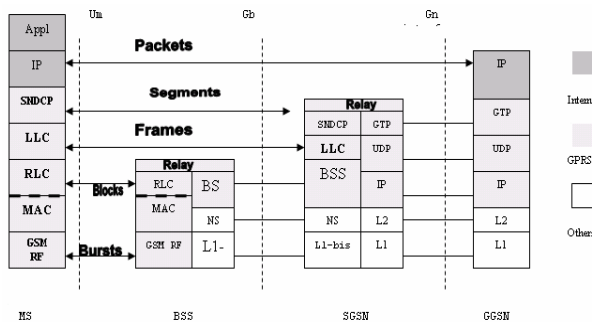 Um Gb Gn
Appl
Packets
IP IP
Segments
SNDCP Relay GTP
SNDCP GTP
Frames
LLC LLC UDP UDP
Relay BSS
RLC Blocks RLC BS IP IP
MAC MAC
NS NS L2 L2
GSM RF Bursts GSM RF L1- L1-bis L1 L1
MS BSS SGSN GGSN
GPRS
Others